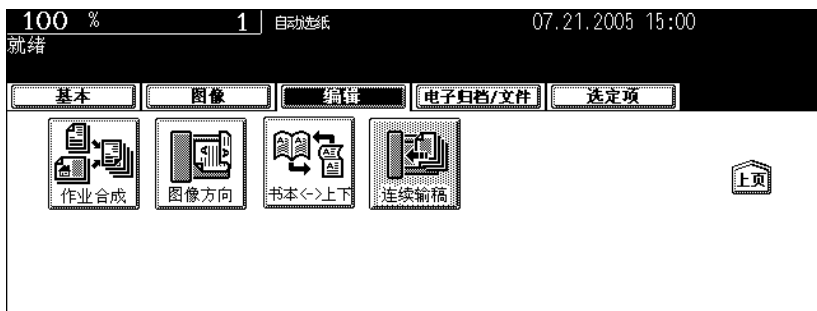 100 % 1 自动选纸 07.21.2005 15:00
就绪
基本 图像 编辑 电子归档/文件 选定项
作业合成 图像方向 书本<->上下 连续输稿 上页